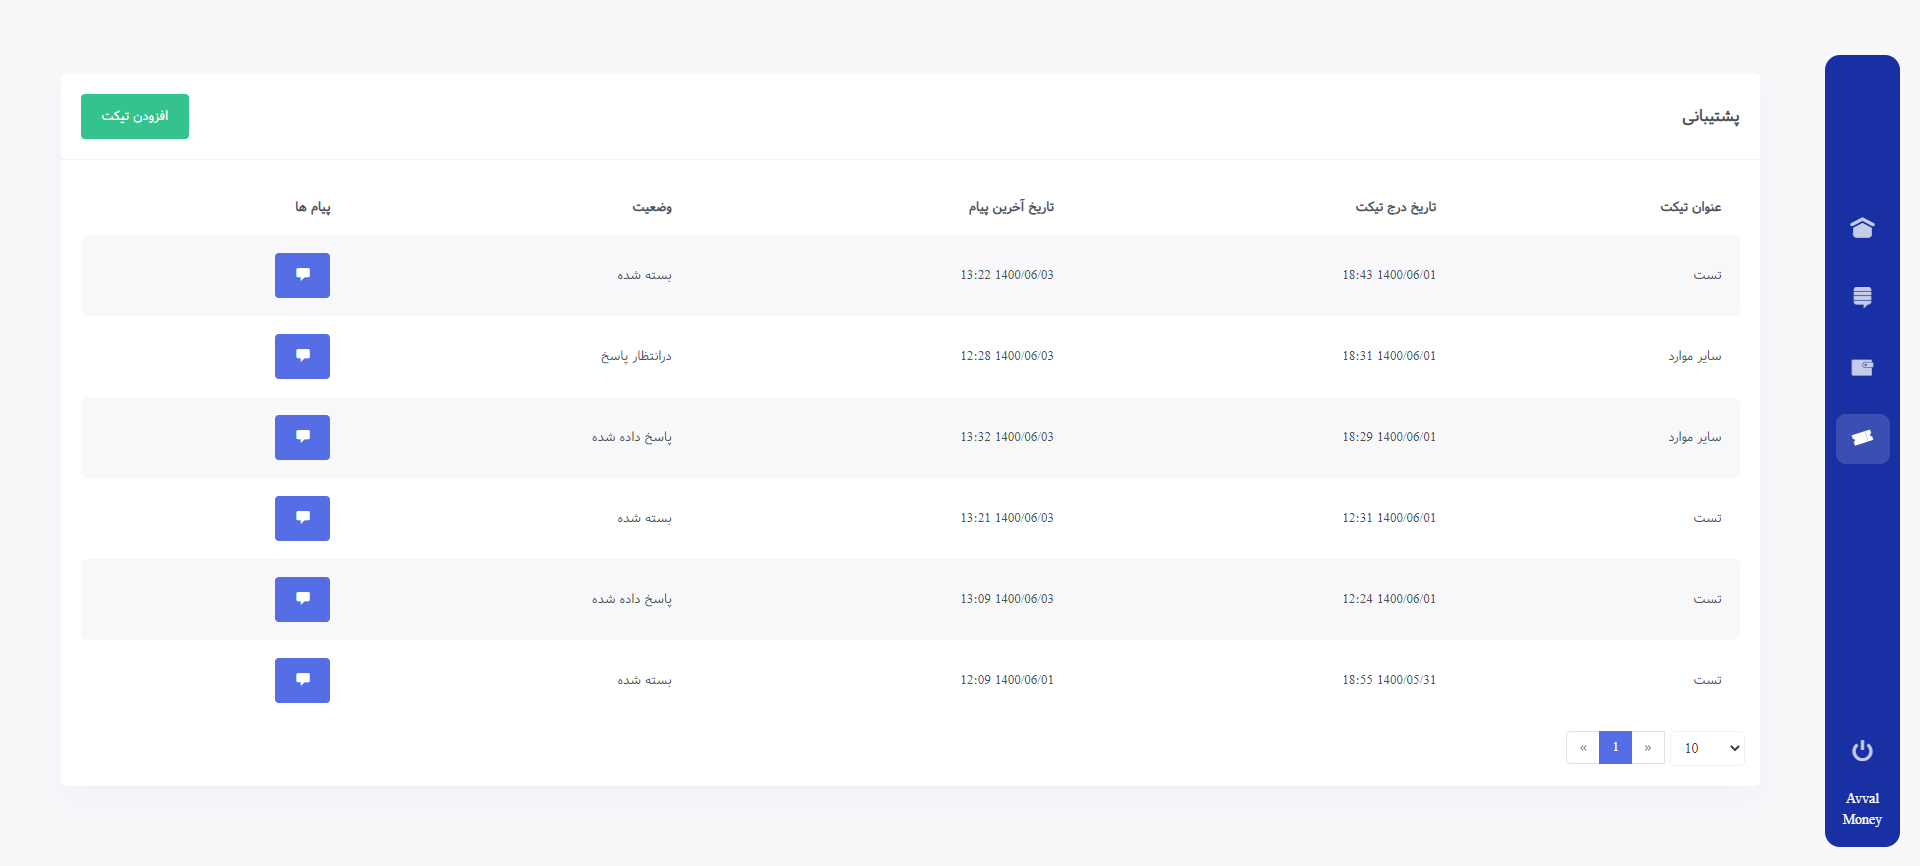 پشتیبانی
افزودن تیکت
عنوان تیکت تاریخ درج تیکت تاریخ آخرین پیام وضعیت پیام ها
تست 1400/06/01 18:43 1400/06/03 13:22 بسته شده
سایر موارد 1400/06/01 18:31 1400/06/03 12:28 درانتظار پاسخ
سایر موارد 1400/06/01 18:29 1400/06/03 13:32 پاسخ داده شده
تست 1400/06/01 12:31 1400/06/03 13:21 بسته شده
تست 1400/06/01 12:24 1400/06/03 13:09 پاسخ داده شده
تست 1400/05/31 18:55 1400/06/01 12:09 بسته شده
10 » 1 «
Avval
Money